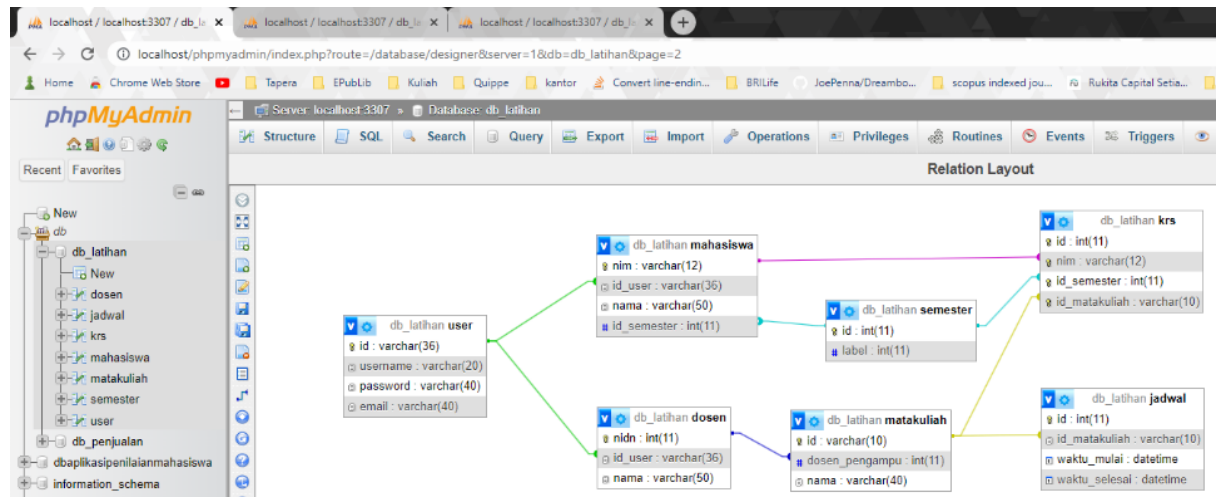 localhost / localhost:3307 / db_la
localhost / localhost:3307 / db_la
localhost / localhost:3307 / db_la
localhost/phpmyadmin/index.php?route=/database/designer&server=1&db=db_latihan&page=2
Home Chrome Web Store Tapera EPubLib Kuliah Quippe kantor Convert line-endin... BRILife JoePenna/Dreambo... scopus indexed jou... Rukita Capital Setia...
phpMyAdmin
Recent Favorites
New
db
db_latihan
New
dosen
jadwal
krs
mahasiswa
matakuliah
semester
user
db_penjualan
dbaplikasipenilaianmahasiswa
information_schema
Server: localhost:3307 » Database: db_latihan
Structure SQL Search Query Export Import Operations Privileges Routines Events Triggers
Relation Layout
db_latihan user
id : varchar(36)
username : varchar(20)
password : varchar(40)
email : varchar(40)
db_latihan mahasiswa
nim : varchar(12)
id_user : varchar(36)
nama : varchar(50)
id_semester : int(11)
db_latihan dosen
nidn : int(11)
id_user : varchar(36)
nama : varchar(50)
db_latihan semester
id : int(11)
label : int(11)
db_latihan matakuliah
id : varchar(10)
dosen_pengampu : int(11)
nama : varchar(40)
db_latihan krs
id : int(11)
nim : varchar(12)
id_semester : int(11)
id_matakuliah : varchar(10)
db_latihan jadwal
id : int(11)
id_matakuliah : varchar(10)
waktu_mulai : datetime
waktu_selesai : datetime